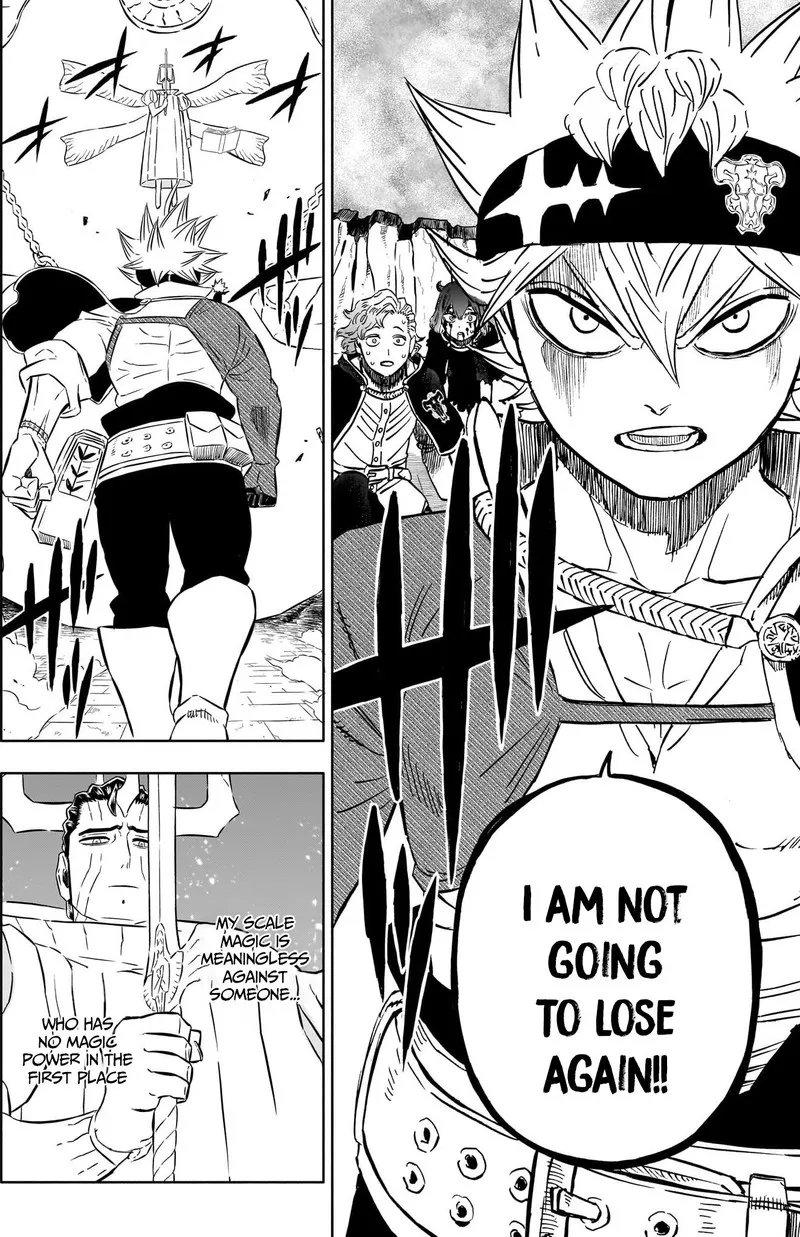 I AM NOT
GOING
TO LOSE
AGAIN!!
MY SCALE
MAGIC IS
MEANINGLESS
AGAINST
SOMEONE...
WHO HAS
NO MAGIC
POWER IN THE
FIRST PLACE